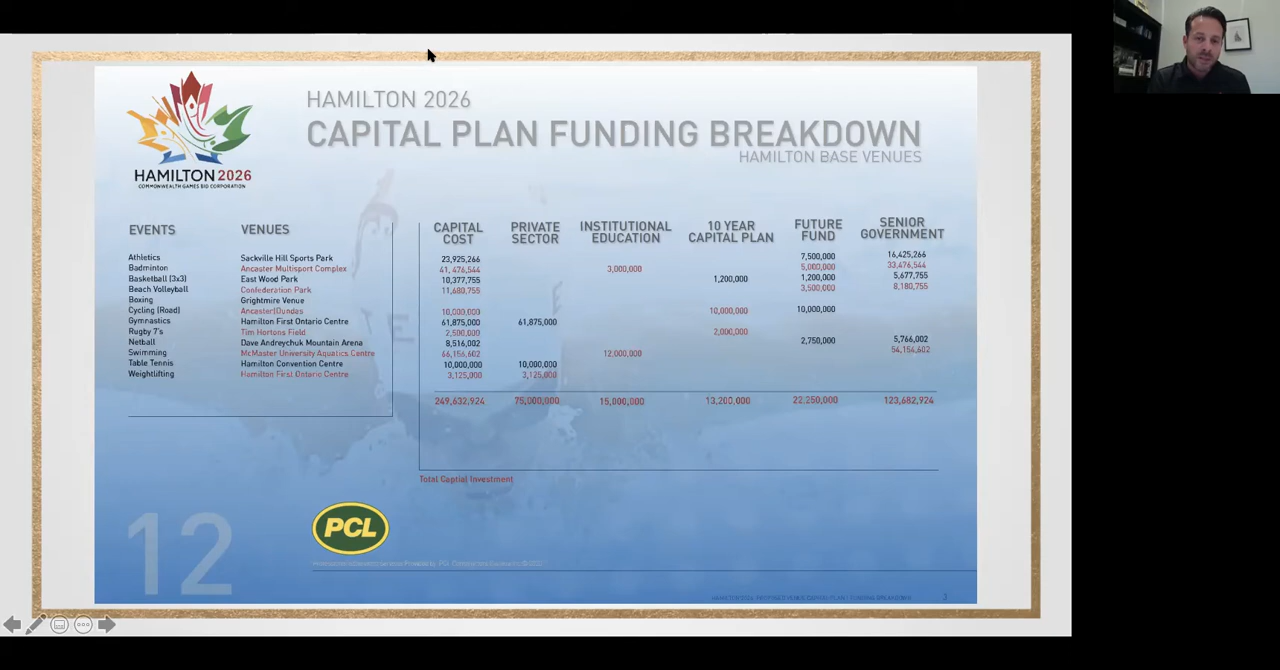 HAMILTON 2026
CAPITAL PLAN FUNDING BREAKDOWN
HAMILTON BASE VENUES
HAMILTON 2026
COMMONWEALTH GAMES BID CORPORATION
EVENTS VENUES CAPITAL COST PRIVATE SECTOR INSTITUTIONAL EDUCATION 10 YEAR CAPITAL PLAN FUTURE FUND SENIOR GOVERNMENT
Athletics Sackville Hill Sports Park 23,925,266 7,500,000 16,425,266
Badminton Ancaster Multisport Complex 41,476,544 3,000,000 5,000,000 33,476,544
Basketball (3x3) East Wood Park 10,377,755 1,200,000 1,200,000 5,677,755
Beach Volleyball Confederation Park 11,680,755 3,500,000 8,180,755
Boxing Grightmire Venue
Cycling (Road) Ancaster|Dundas 10,000,000 10,000,000 10,000,000
Gymnastics Hamilton First Ontario Centre 61,875,000 61,875,000
Rugby 7's Tim Hortons Field 2,500,000 2,000,000
Netball Dave Andreychuk Mountain Arena 8,516,002 2,750,000 5,766,002
Swimming McMaster University Aquatics Centre 66,156,602 12,000,000 54,156,602
Table Tennis Hamilton Convention Centre 10,000,000 10,000,000
Weightlifting Hamilton First Ontario Centre 3,125,000 3,125,000
249,632,924 75,000,000 15,000,000 13,200,000 22,250,000 123,682,924
Total Captial Investment
12
PCL
HAMILTON 2026 PROPOSED VENUE CAPITAL PLAN | FUNDING BREAKDOWN 3